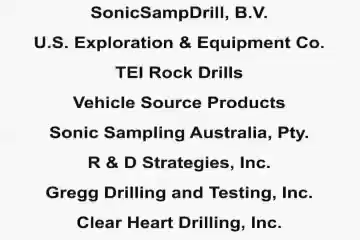 SonicSampDrill, B.V.
U.S. Exploration & Equipment Co.
TEI Rock Drills
Vehicle Source Products
Sonic Sampling Australia, Pty.
R & D Strategies, Inc.
Gregg Drilling and Testing, Inc.
Clear Heart Drilling, Inc.